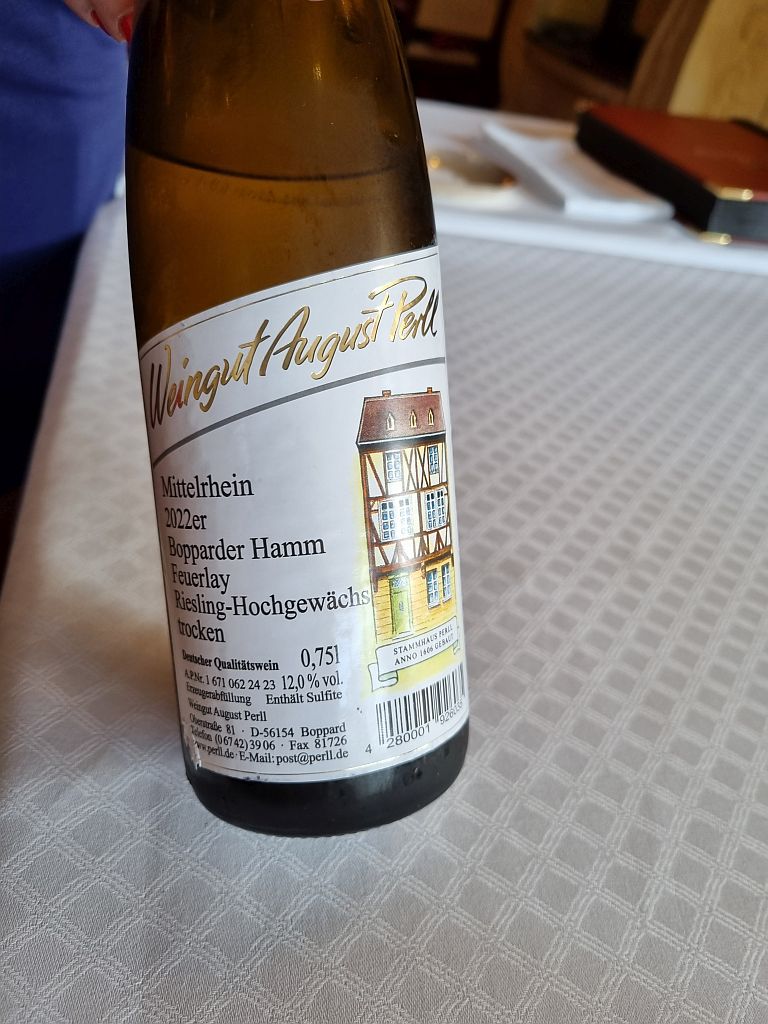 Weingut August Perll
Mittelrhein
2022er
Bopparder Hamm
Feuerlay
Riesling-Hochgewächs
trocken
Deutscher Qualitätswein 0,75l
A.P.Nr. 1 671 062 24 23 12,0 % vol.
Erzeugerabfüllung Enthält Sulfite
Weingut August Perll
Oberstraße 81 · D-56154 Boppard
Telefon (0 67 42) 39 06 · Fax 81726
www.perll.de · E-Mail: post@perll.de
STAMMHAUS PERLL
ANNO 1606 GEBAUT
4 280001